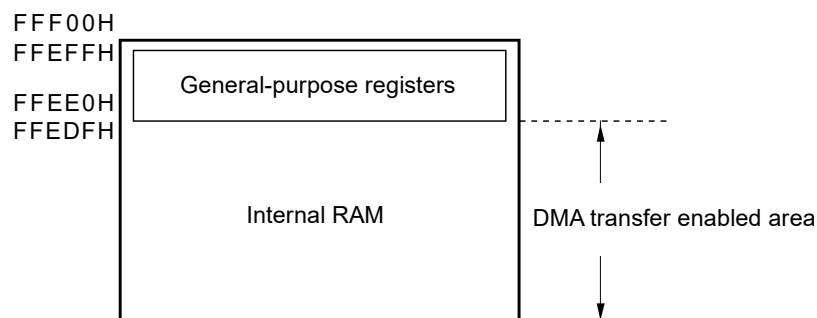 FFF00H
FFEFFH
General-purpose registers
FFEE0H
FFEDFH
Internal RAM
DMA transfer enabled area